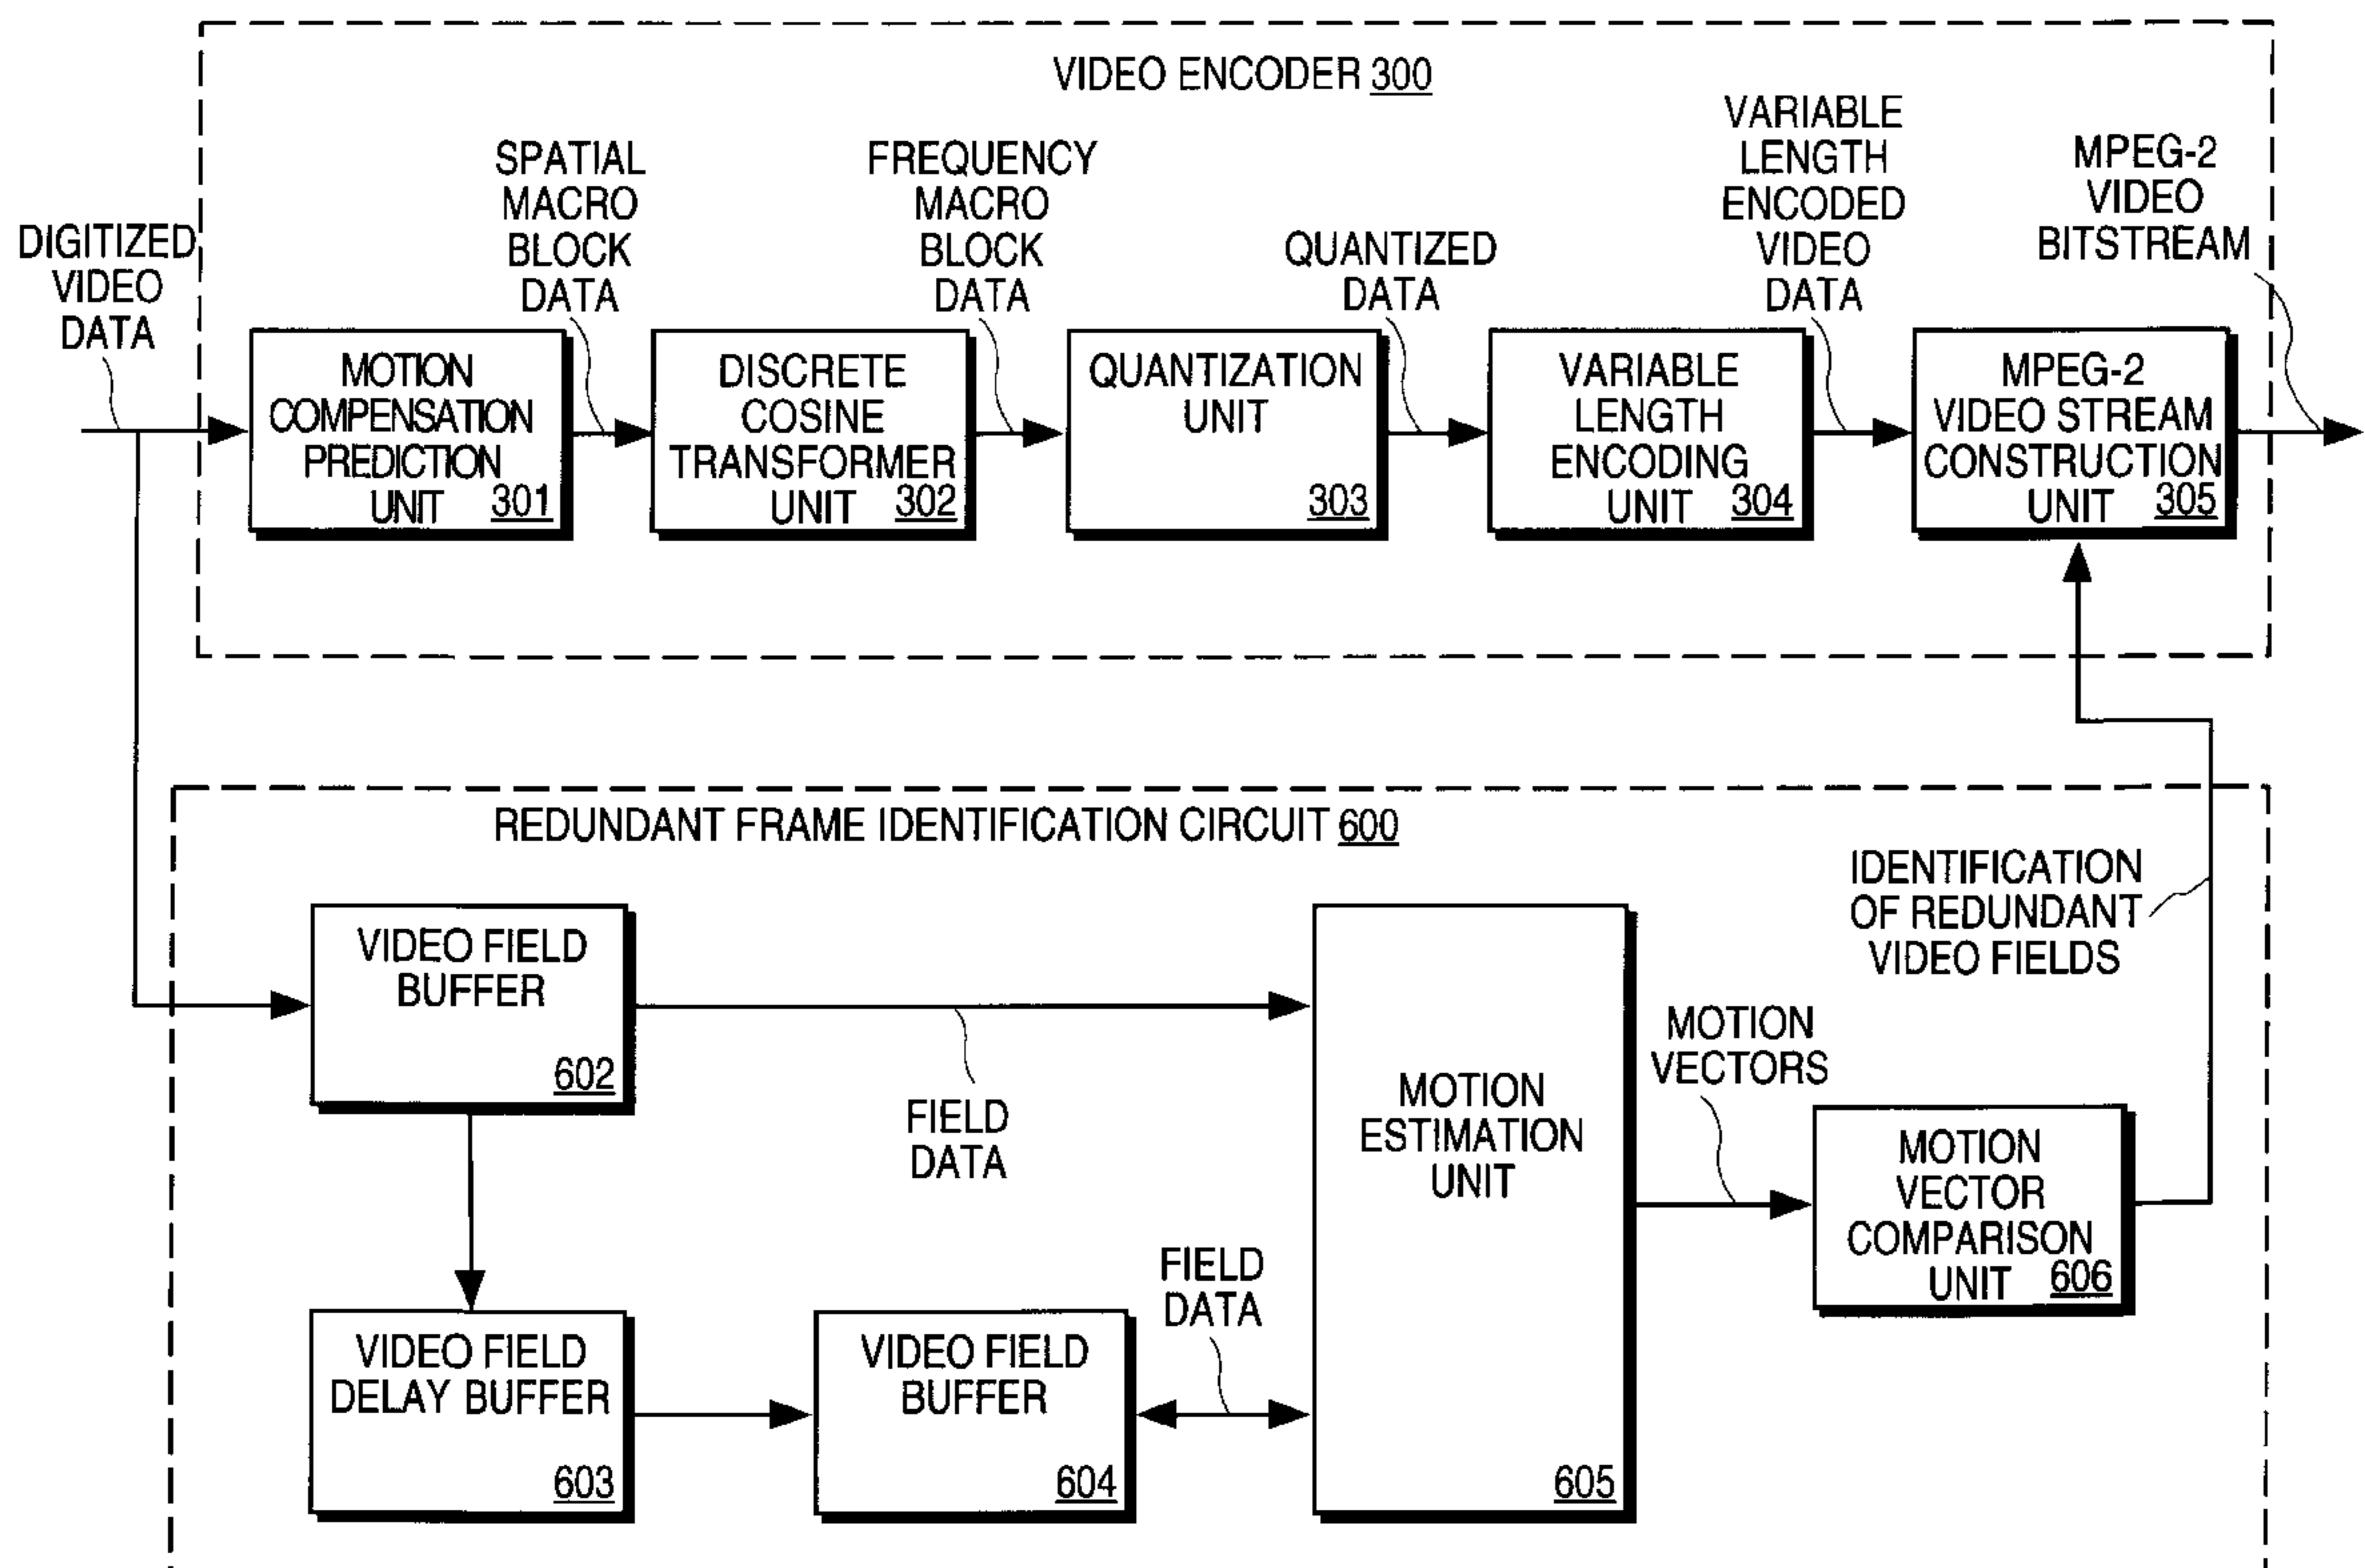 VIDEO ENCODER 300
DIGITIZED
VIDEO
DATA
SPATIAL
MACRO
BLOCK
DATA
FREQUENCY
MACRO
BLOCK
DATA
QUANTIZED
DATA
VARIABLE
LENGTH
ENCODED
VIDEO
DATA
MPEG-2
VIDEO
BITSTREAM
MOTION
COMPENSATION
PREDICTION
UNIT 301
DISCRETE
COSINE
TRANSFORMER
UNIT 302
QUANTIZATION
UNIT
303
VARIABLE
LENGTH
ENCODING
UNIT 304
MPEG-2
VIDEO STREAM
CONSTRUCTION
UNIT 305
REDUNDANT FRAME IDENTIFICATION CIRCUIT 600
IDENTIFICATION
OF REDUNDANT
VIDEO FIELDS
VIDEO FIELD
BUFFER
602
FIELD
DATA
MOTION
ESTIMATION
UNIT
605
MOTION
VECTORS
MOTION
VECTOR
COMPARISON
UNIT 606
VIDEO FIELD
DELAY BUFFER
603
VIDEO FIELD
BUFFER
604
FIELD
DATA